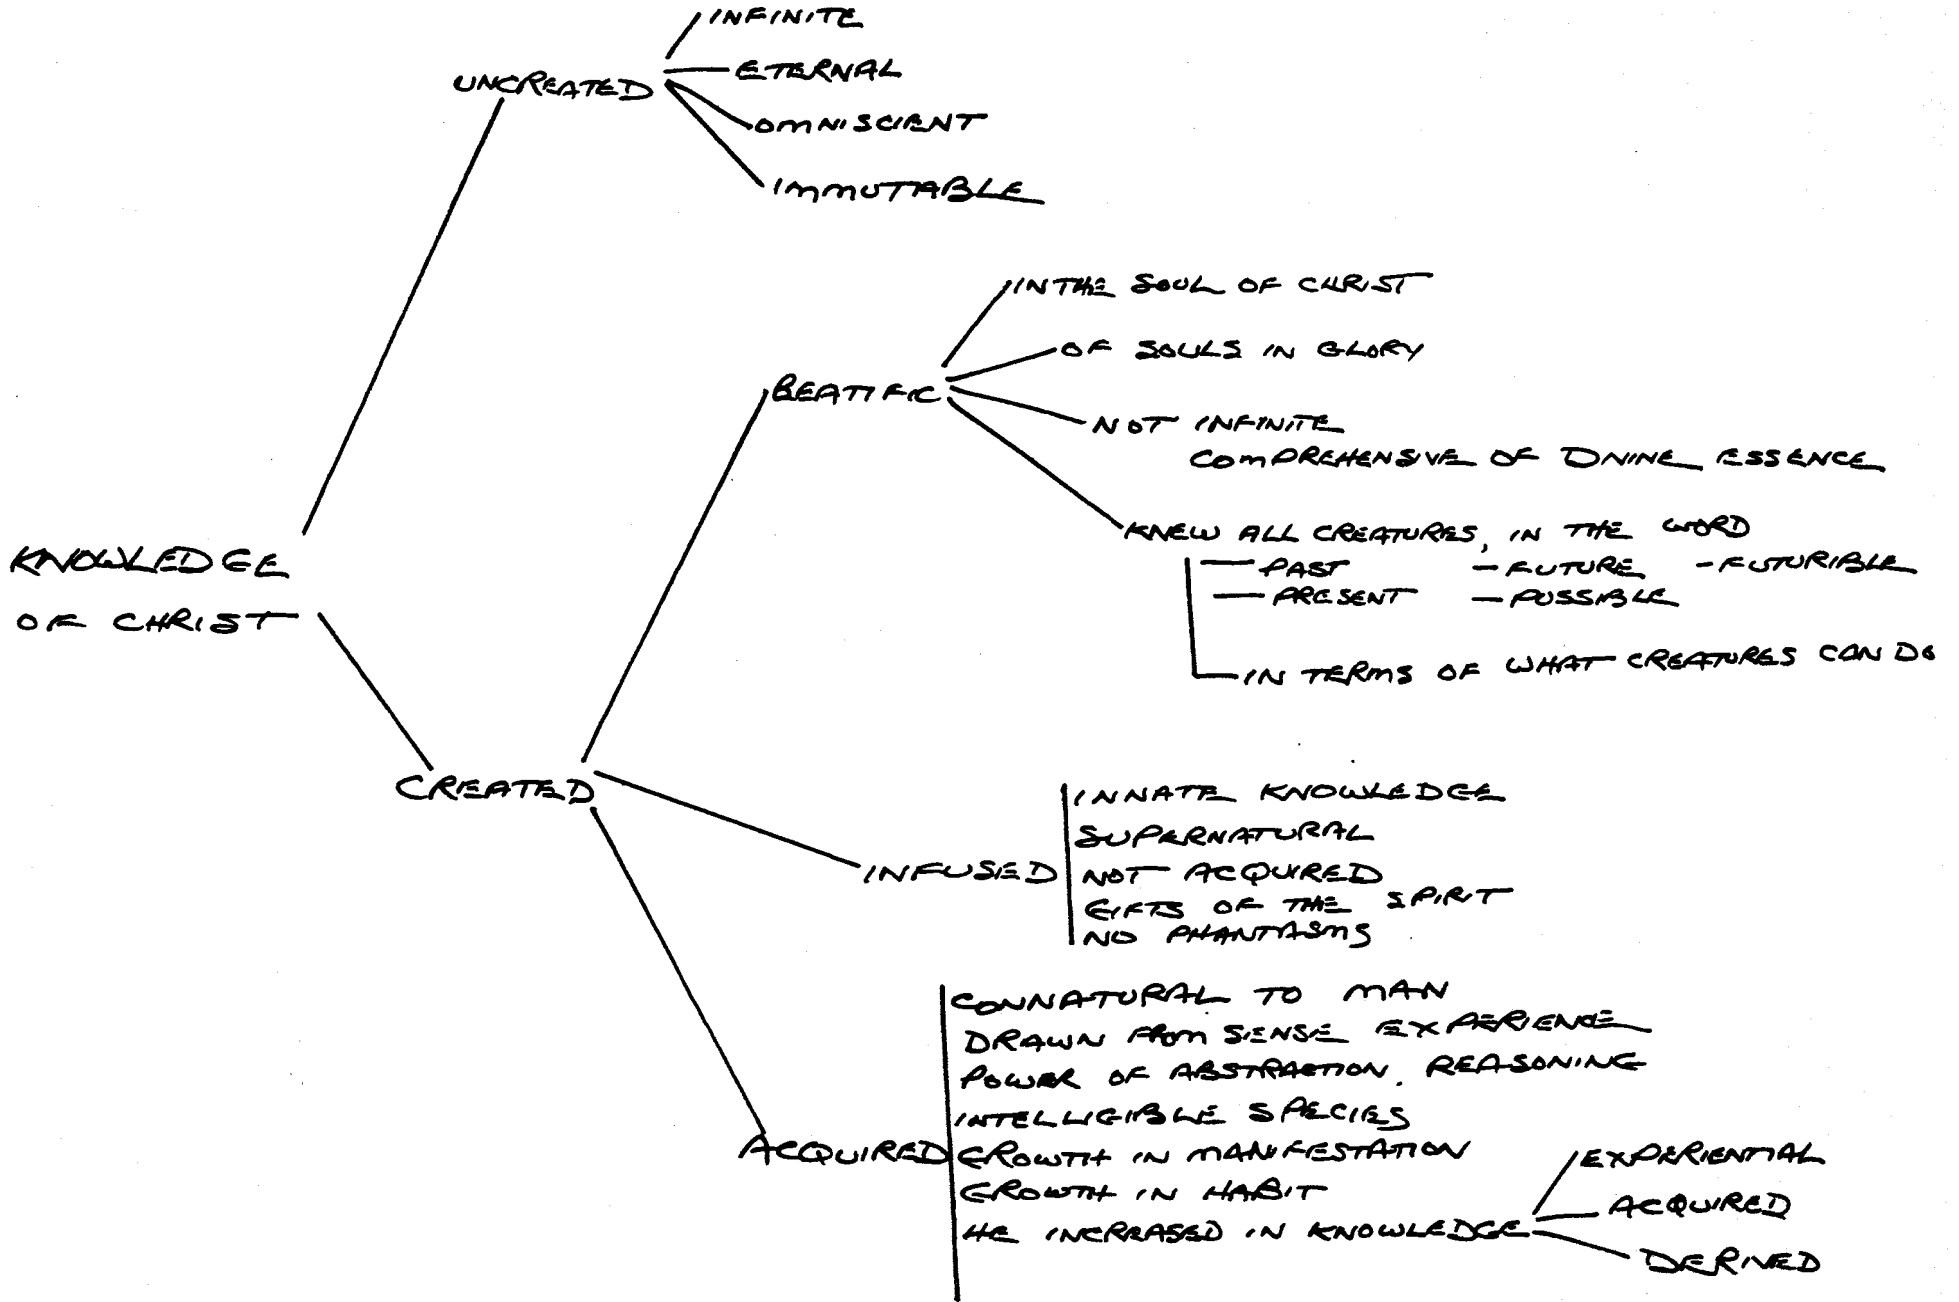 INFINITE
ETERNAL
UNCREATED
OMNISCIENT
IMMUTABLE
IN THE SOUL OF CHRIST
OF SOULS IN GLORY
BEATIFIC
NOT INFINITE
COMPREHENSIVE OF DIVINE ESSENCE
KNEW ALL CREATURES, IN THE WORD
— PAST — FUTURE - FUTURIBLE
— PRESENT — POSSIBLE
IN TERMS OF WHAT CREATURES CAN DO
KNOWLEDGE
OF CHRIST
CREATED
INNATE KNOWLEDGE
SUPERNATURAL
INFUSED
NOT ACQUIRED
GIFTS OF THE SPIRIT
NO PHANTASMS
CONNATURAL TO MAN
DRAWN FROM SENSE EXPERIENCE
POWER OF ABSTRACTION, REASONING
INTELLIGIBLE SPECIES
ACQUIRED
GROWTH IN MANIFESTATION
GROWTH IN HABIT
HE INCREASED IN KNOWLEDGE
EXPERIENTIAL
ACQUIRED
DERIVED